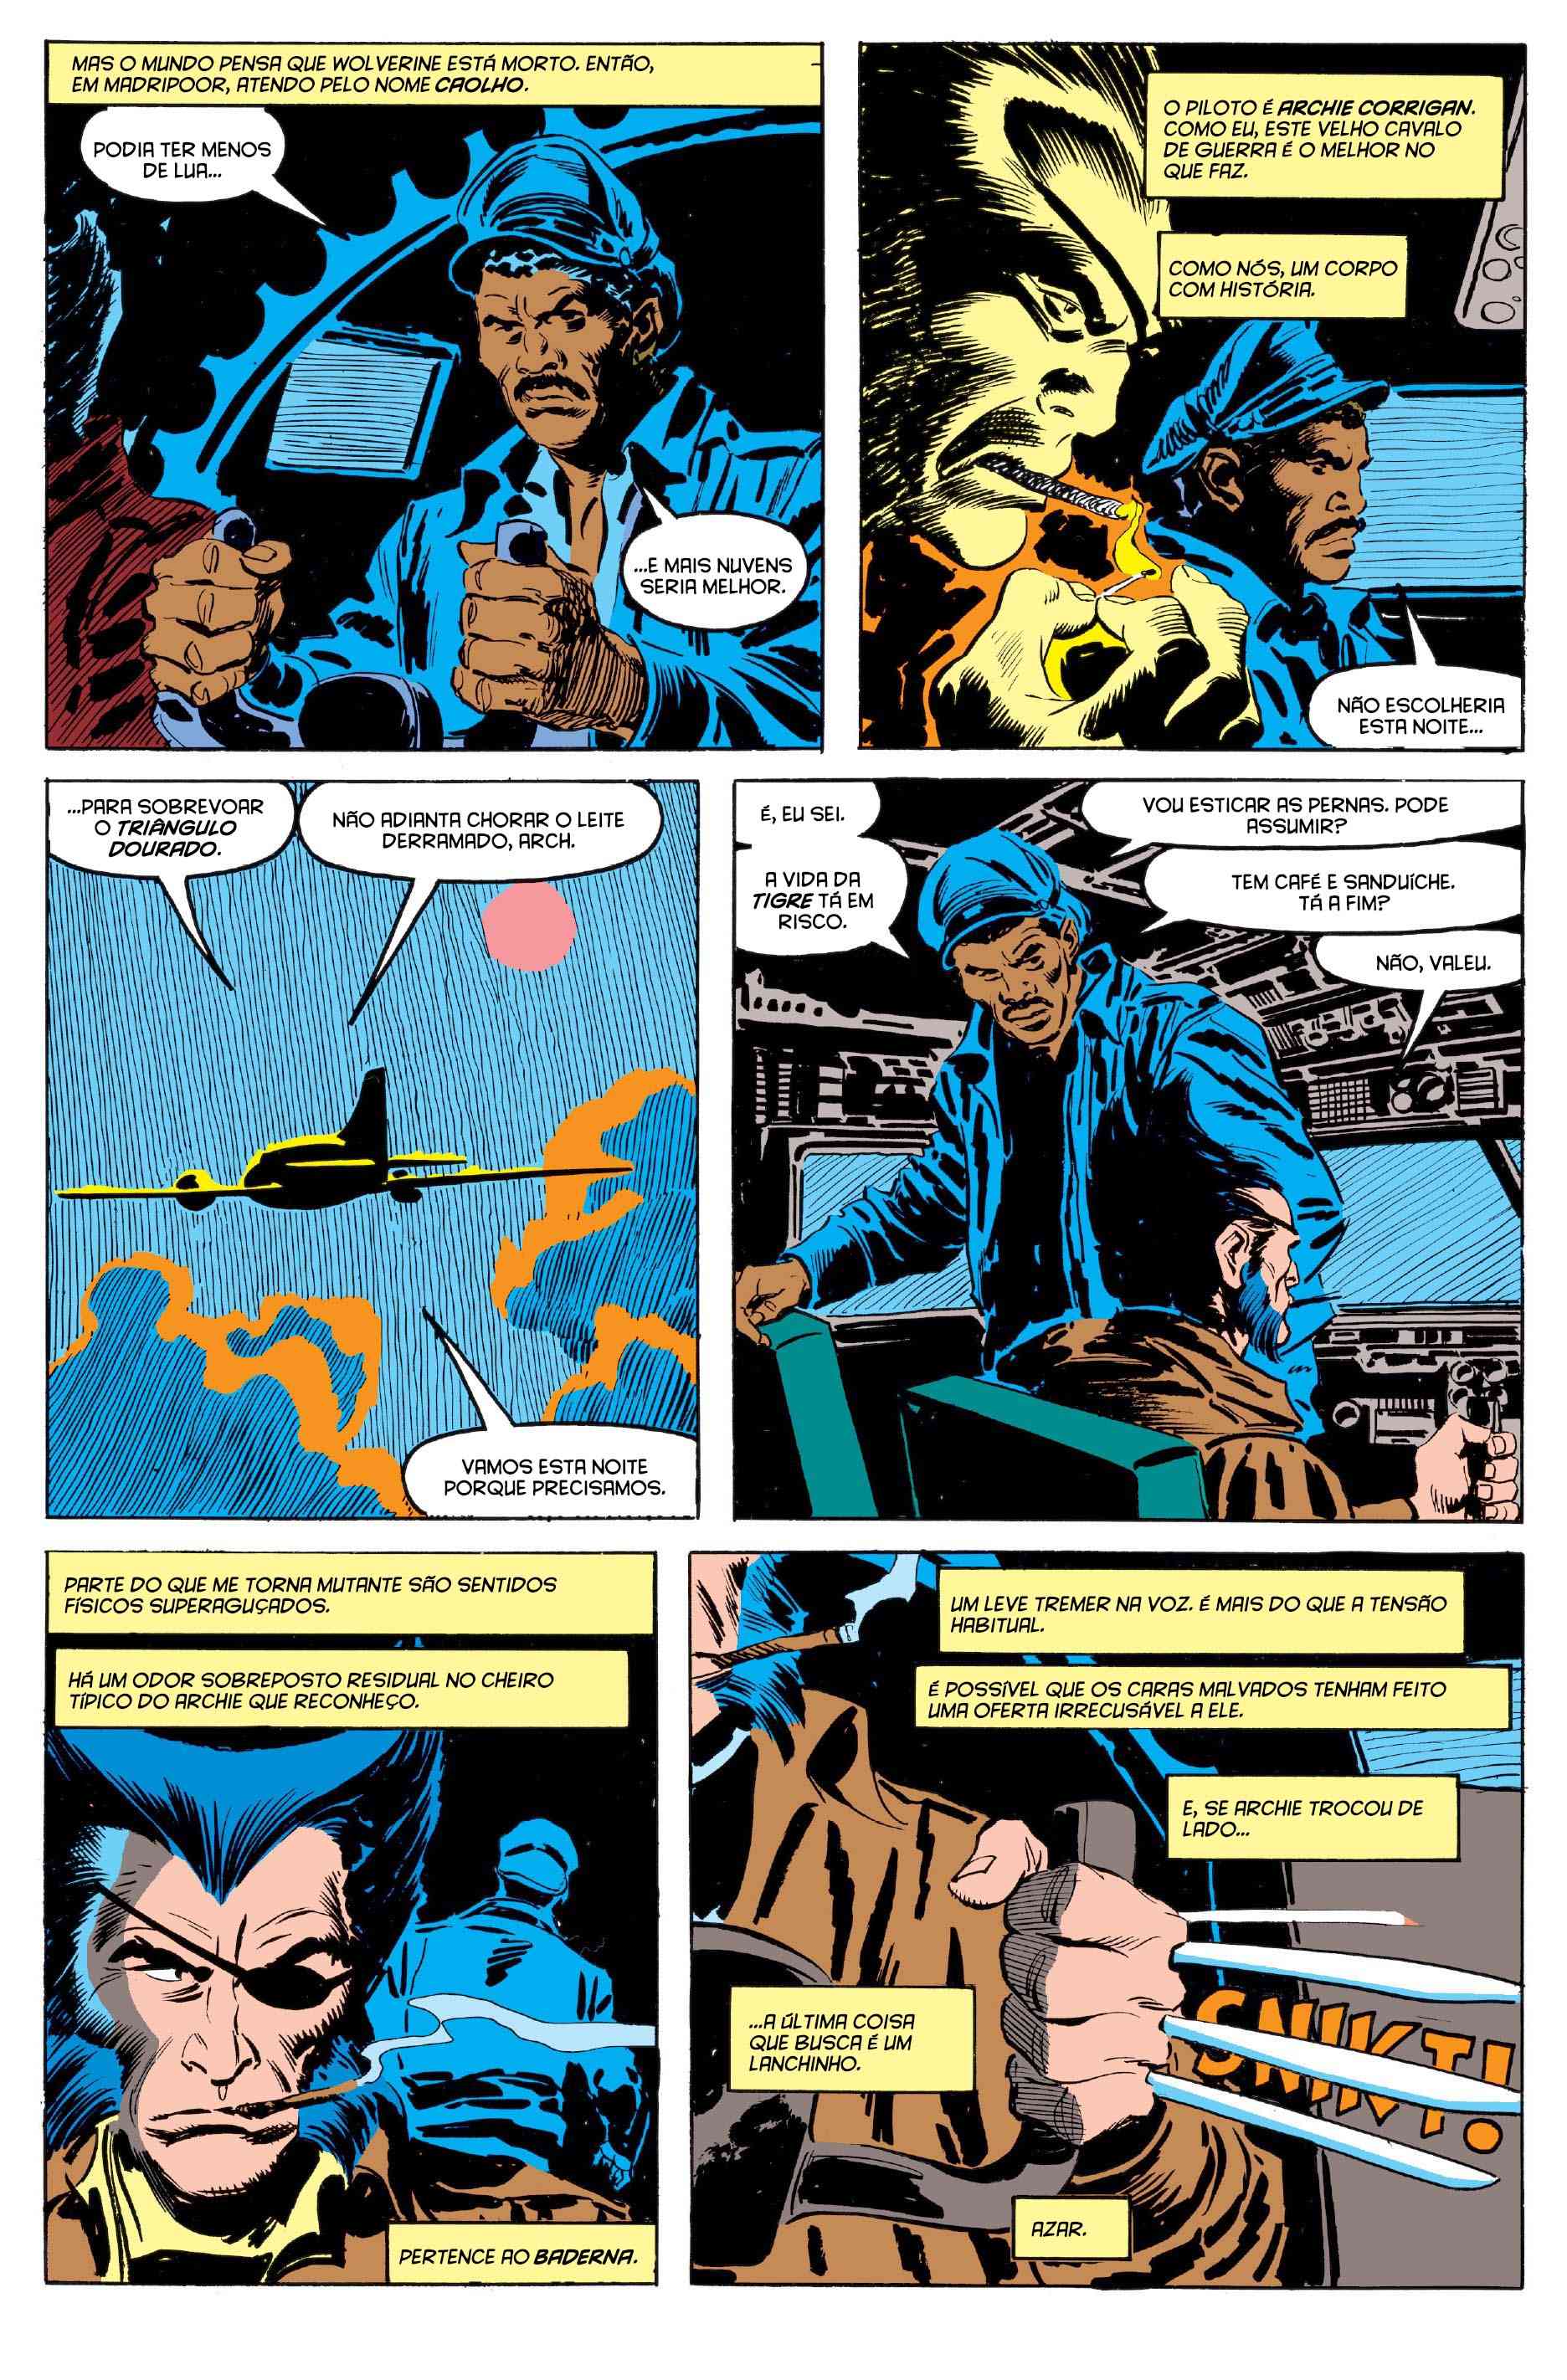 MAS O MUNDO PENSA QUE WOLVERINE ESTÁ MORTO. ENTÃO,
EM MADRIPOOR, ATENDO PELO NOME CAOLHO.
PODIA TER MENOS
DE LUA...
...E MAIS NUVENS
SERIA MELHOR.
O PILOTO É ARCHIE CORRIGAN.
COMO EU, ESTE VELHO CAVALO
DE GUERRA É O MELHOR NO
QUE FAZ.
COMO NÓS, UM CORPO
COM HISTÓRIA.
NÃO ESCOLHERIA
ESTA NOITE...
...PARA SOBREVOAR
O TRIÂNGULO
DOURADO.
NÃO ADIANTA CHORAR O LEITE
DERRAMADO, ARCH.
VAMOS ESTA NOITE
PORQUE PRECISAMOS.
É, EU SEI.
A VIDA DA
TIGRE TÁ EM
RISCO.
VOU ESTICAR AS PERNAS. PODE
ASSUMIR?
TEM CAFÉ E SANDUÍCHE.
TÁ A FIM?
NÃO, VALEU.
PARTE DO QUE ME TORNA MUTANTE SÃO SENTIDOS
FÍSICOS SUPERAGUÇADOS.
HÁ UM ODOR SOBREPOSTO RESIDUAL NO CHEIRO
TÍPICO DO ARCHIE QUE RECONHEÇO.
PERTENCE AO BADERNA.
UM LEVE TREMER NA VOZ. É MAIS DO QUE A TENSÃO
HABITUAL.
É POSSÍVEL QUE OS CARAS MALVADOS TENHAM FEITO
UMA OFERTA IRRECUSÁVEL A ELE.
E, SE ARCHIE TROCOU DE
LADO...
...A ÚLTIMA COISA
QUE BUSCA É UM
LANCHINHO.
SNIKT!
AZAR.